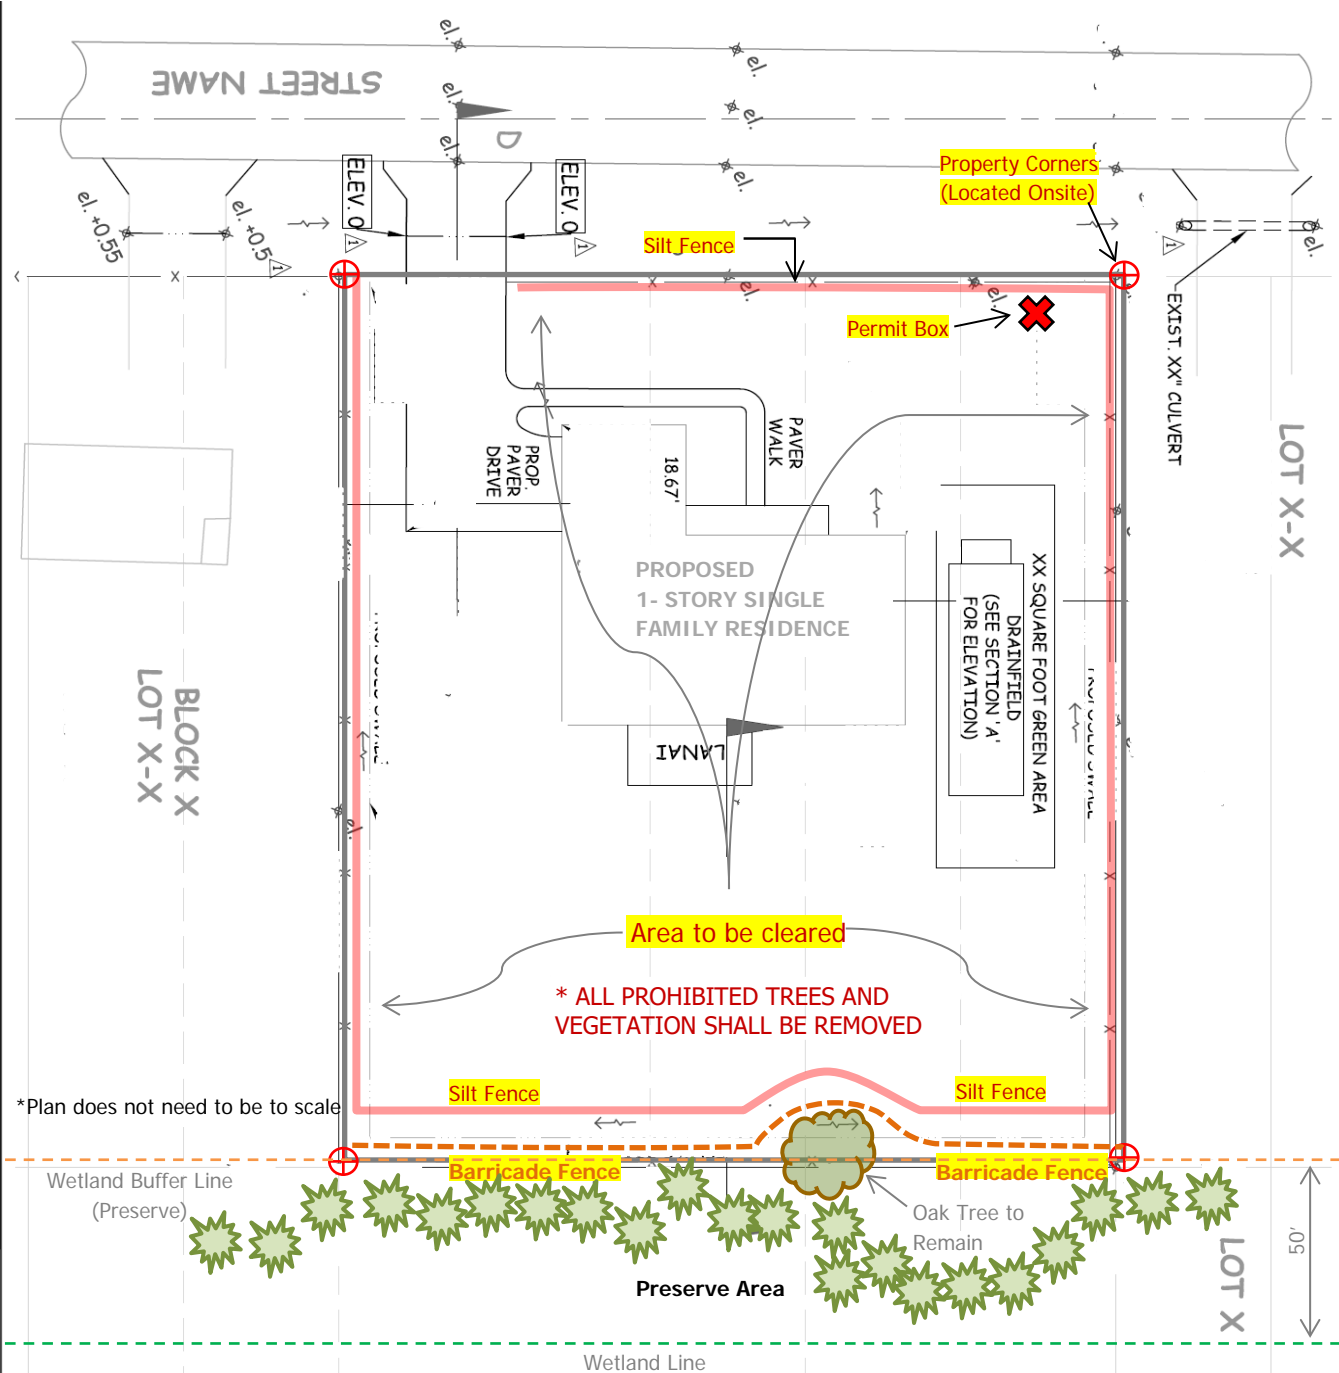 el.
el.
STREET NAME
el.
el.
D
el.
el.
Property Corners
(Located Onsite)
ELEV. 0
ELEV. 0
el. +0.55
el. +0.5
1
1
1
1
el.
Silt Fence
el.
el.
EXIST. XX" CULVERT
Permit Box
PAVER
WALK
PROP.
PAVER
DRIVE
18.67'
LOT X-X
PROPOSED
1- STORY SINGLE
FAMILY RESIDENCE
XX SQUARE FOOT GREEN AREA
DRAINFIELD
(SEE SECTION 'A'
FOR ELEVATION)
BLOCK X
LOT X-X
LANAI
el.
Area to be cleared
* ALL PROHIBITED TREES AND
VEGETATION SHALL BE REMOVED
Silt Fence
Silt Fence
*Plan does not need to be to scale
Barricade Fence
Barricade Fence
Wetland Buffer Line
(Preserve)
Oak Tree to
Remain
50'
LOT X
Preserve Area
Wetland Line